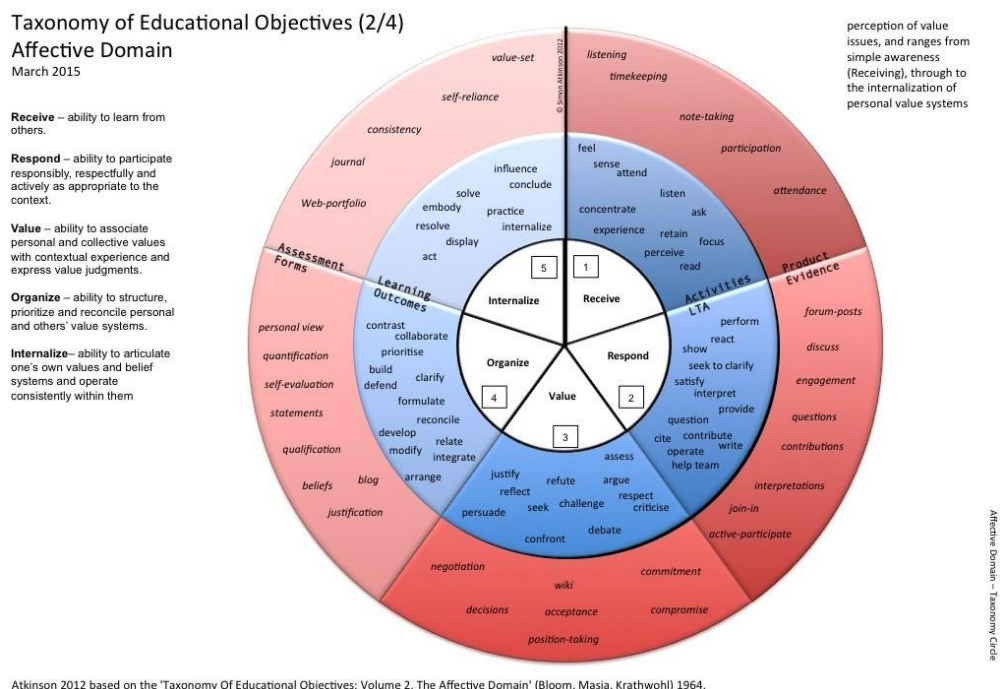 Taxonomy of Educational Objectives (2/4)
Affective Domain
March 2015
perception of value
issues, and ranges from
simple awareness
(Receiving), through to
the internalization of
personal value systems
Receive – ability to learn from
others.
Respond – ability to participate
responsibly, respectfully and
actively as appropriate to the
context.
Value – ability to associate
personal and collective values
with contextual experience and
express value judgments.
Organize – ability to structure,
prioritize and reconcile personal
and others' value systems.
Internalize– ability to articulate
one's own values and belief
systems and operate
consistently within them
© Simon Atkinson 2012
1
Receive
feel
sense
attend
listen
concentrate
ask
experience
retain
focus
perceive
read
listening
timekeeping
note-taking
participation
attendance
Product
Evidence
Activities
LTA
2
Respond
perform
react
show
seek to clarify
satisfy
interpret
provide
question
cite
contribute
write
operate
help team
forum-posts
discuss
engagement
questions
contributions
interpretations
join-in
active-participate
3
Value
assess
justify
refute
argue
reflect
respect
seek
challenge
criticise
persuade
debate
confront
negotiation
commitment
wiki
decisions
acceptance
compromise
position-taking
4
Organize
contrast
collaborate
prioritise
build
defend
clarify
formulate
reconcile
develop
relate
modify
integrate
arrange
personal view
quantification
self-evaluation
statements
qualification
beliefs
blog
justification
Assessment
Forms
Learning
Outcomes
5
Internalize
influence
conclude
solve
embody
practice
resolve
internalize
display
act
value-set
self-reliance
consistency
journal
Web-portfolio
Affective Domain – Taxonomy Circle
Atkinson 2012 based on the 'Taxonomy Of Educational Objectives: Volume 2, The Affective Domain' (Bloom, Masia, Krathwohl) 1964.